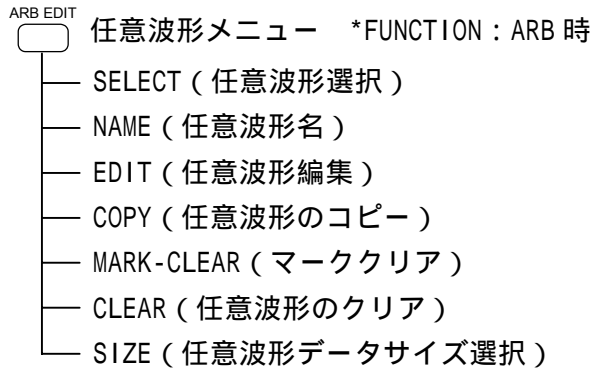 ARB EDIT
任意波形メニュー *FUNCTION:ARB時
SELECT(任意波形選択)
NAME(任意波形名)
EDIT(任意波形編集)
COPY(任意波形のコピー)
MARK-CLEAR(マーククリア)
CLEAR(任意波形のクリア)
SIZE(任意波形データサイズ選択)